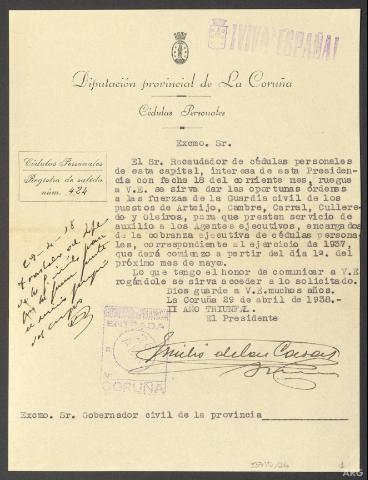 ¡VIVA ESPAÑA!
Diputación provincial de La Coruña
Cédulas Personales
Excmo. Sr.
Cédulas Personales
Registro de salida
núm. 424
El Sr. Recaudador de cédulas personales
de esta capital, interesa de esta Presiden-
cia con fecha 18 del corriente mes, ruegue
a V.E. se sirva dar las oportunas órdenes
a las fuerzas de la Guardia civil de los
puestos de Arteijo, Cambre, Carral, Cullere-
do y Oleiros, para que presten servicio de
auxilio a los Agentes ejecutivos, encargados
de la cobranza ejecutiva de cédulas persona-
les, correspondiente al ejercicio de 1937,
que dará comienzo a partir del día 1º. del
próximo mes de mayo.
Lo que tengo el honor de comunicar a V.E.
rogándole se sirva acceder a lo solicitado.
Dios guarde a V.E. muchos años.
La Coruña 29 de abril de 1938.-
II AÑO TRIUNFAL.
El Presidente
ENTRADA
CORUÑA
Emilio de los
Excmo. Sr. Gobernador civil de la provincia
1
ARG